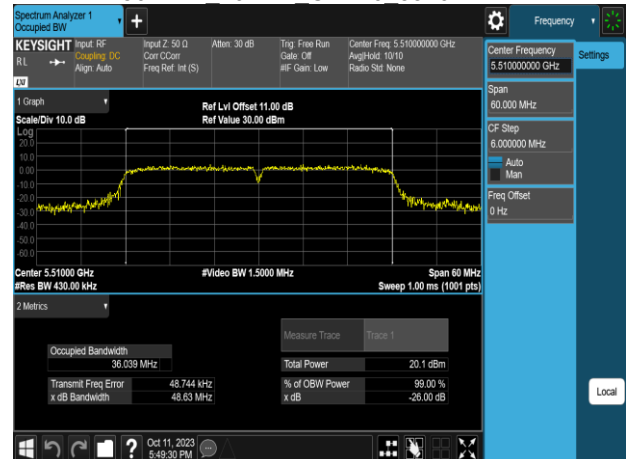 Spectrum Analyzer 1
Occupied BW
Frequency
KEYSIGHT
RL
LXI
Input: RF
Coupling: DC
Align: Auto
Input Z: 50 Ω
Corr CCorr
Freq Ref: Int (S)
Atten: 30 dB
Trig: Free Run
Gate: Off
#IF Gain: Low
Center Freq: 5.510000000 GHz
Avg|Hold: 10/10
Radio Std: None
Center Frequency
5.510000000 GHz
Settings
Span
60.000 MHz
CF Step
6.000000 MHz
Auto
Man
Freq Offset
0 Hz
1 Graph
Scale/Div 10.0 dB
Ref Lvl Offset 11.00 dB
Ref Value 30.00 dBm
Log
20.0
10.0
0.00
-10.0
-20.0
-30.0
-40.0
-50.0
-60.0
Center 5.51000 GHz
#Res BW 430.00 kHz
#Video BW 1.5000 MHz
Span 60 MHz
Sweep 1.00 ms (1001 pts)
2 Metrics
Measure Trace
Trace 1
Occupied Bandwidth
36.039 MHz
Total Power
20.1 dBm
Transmit Freq Error
48.744 kHz
% of OBW Power
99.00 %
x dB Bandwidth
48.63 MHz
x dB
-26.00 dB
Local
?
Oct 11, 2023
5:49:30 PM